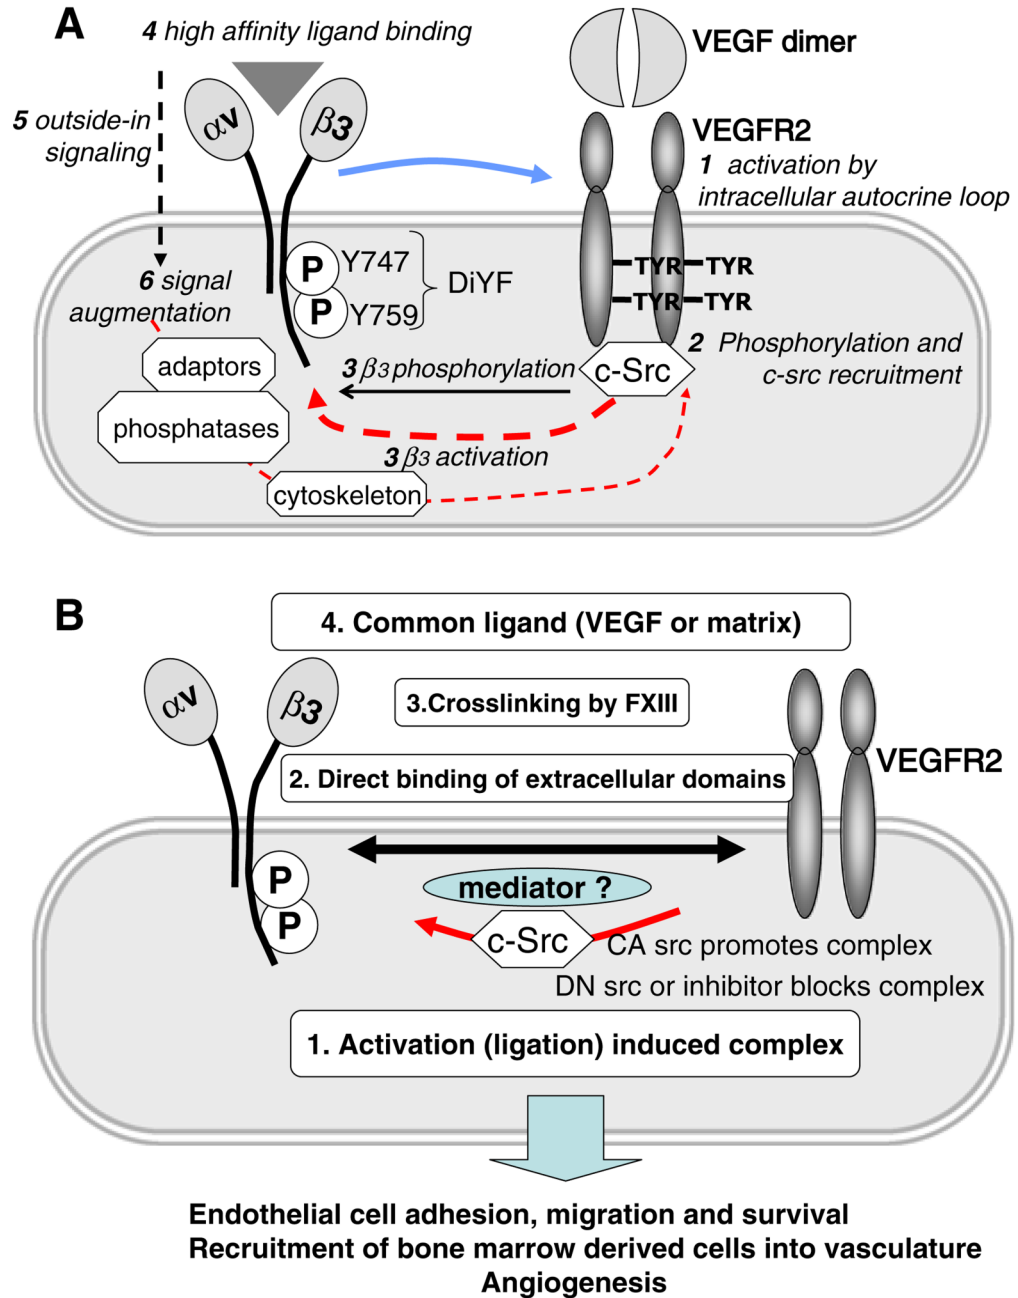 A
4 high affinity ligand binding
VEGF dimer
αv
β3
5 outside-in
signaling
VEGFR2
1 activation by
intracellular autocrine loop
P
Y747
P
Y759
DiYF
TYR
TYR
TYR
TYR
6 signal
augmentation
2 Phosphorylation and
c-src recruitment
adaptors
3 β3 phosphorylation
c-Src
phosphatases
3 β3 activation
cytoskeleton
B
4. Common ligand (VEGF or matrix)
αv
β3
3.Crosslinking by FXIII
2. Direct binding of extracellular domains
VEGFR2
P
P
mediator ?
c-Src
CA src promotes complex
DN src or inhibitor blocks complex
1. Activation (ligation) induced complex
Endothelial cell adhesion, migration and survival
Recruitment of bone marrow derived cells into vasculature
Angiogenesis